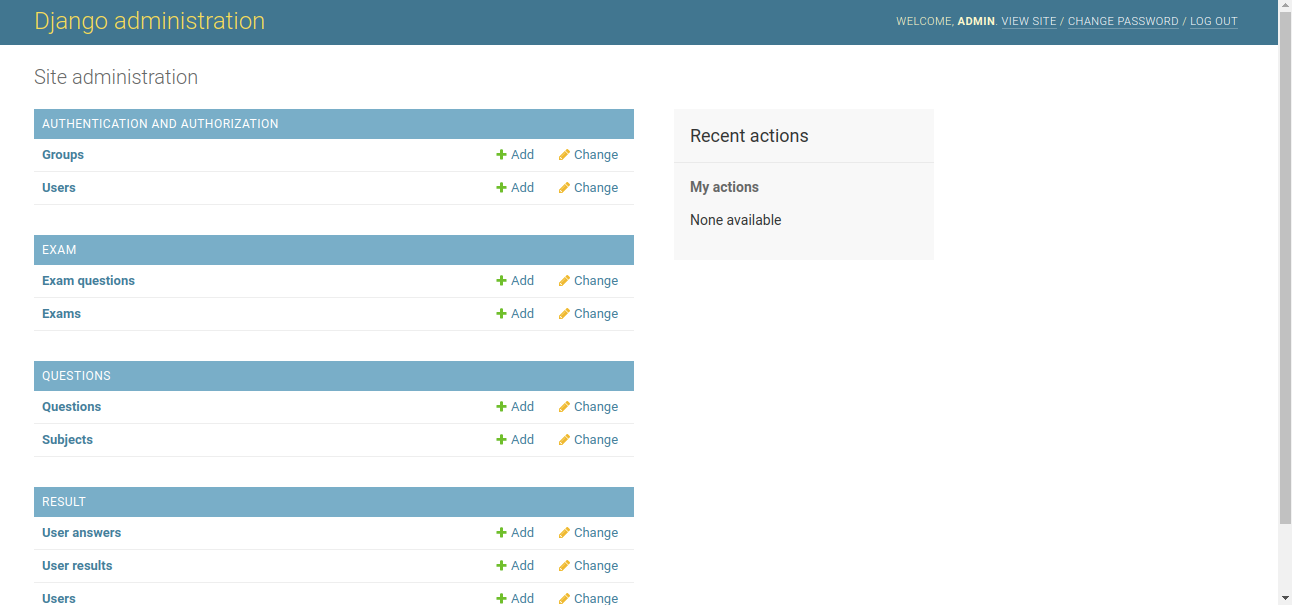 Django administration
WELCOME, ADMIN. VIEW SITE / CHANGE PASSWORD / LOG OUT
Site administration
AUTHENTICATION AND AUTHORIZATION
Groups Add Change
Users Add Change
EXAM
Exam questions Add Change
Exams Add Change
QUESTIONS
Questions Add Change
Subjects Add Change
RESULT
User answers Add Change
User results Add Change
Users Add Change
Recent actions
My actions
None available